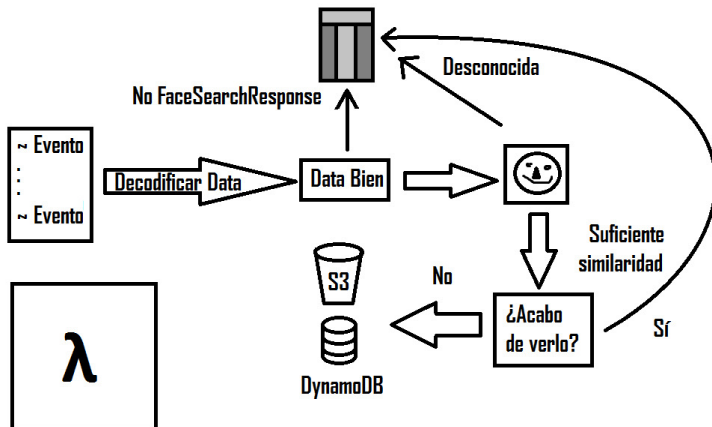 Desconocida
No FaceSearchResponse
~ Evento
.
.
.
~ Evento
Decodificar Data
Data Bien
Suficiente
similaridad
S3
No
¿Acabo
de verlo?
Sí
DynamoDB
λ